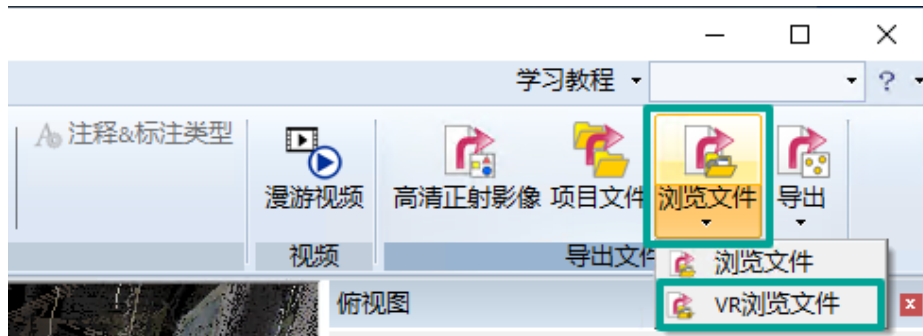 学习教程
?
A₀ 注释&标注类型
漫游视频
高清正射影像
项目文件
浏览文件
导出
视频
导出文件
浏览文件
VR浏览文件
俯视图